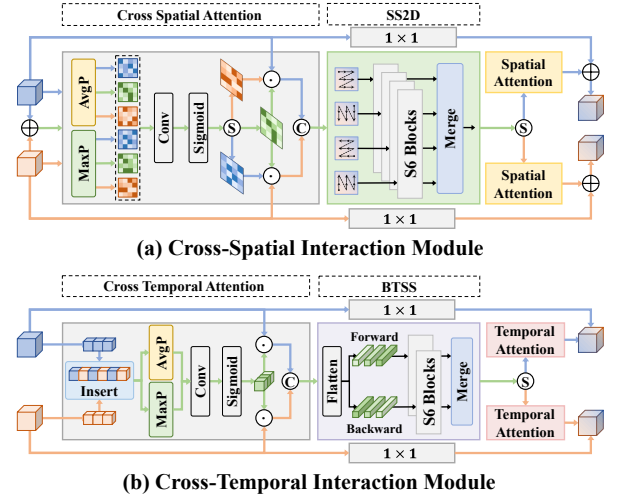 Cross Spatial Attention
SS2D
1 × 1
AvgP
MaxP
Conv
Sigmoid
S
C
S6 Blocks
Merge
Spatial
Attention
S
Spatial
Attention
1 × 1
(a) Cross-Spatial Interaction Module
Cross Temporal Attention
BTSS
1 × 1
Insert
AvgP
MaxP
Conv
Sigmoid
C
Flatten
Forward
Backward
S6 Blocks
Merge
Temporal
Attention
S
Temporal
Attention
1 × 1
(b) Cross-Temporal Interaction Module